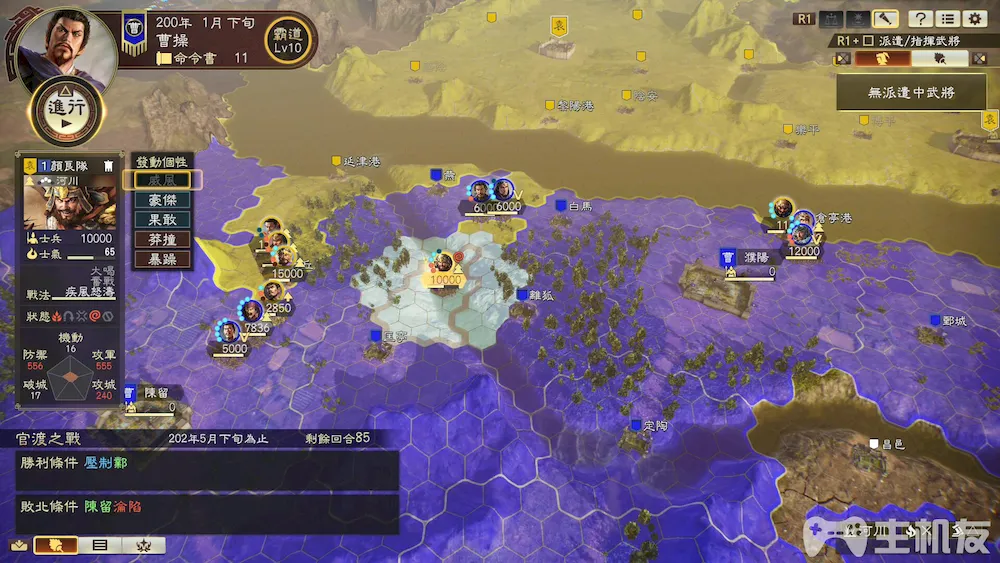 200年 1月下旬
曹操
命令書 11
霸道
Lv10
進行
R1
?
R1+ 派遣/指揮武將
無派遣中武將
袁
黎陽港
延津港
燕
白馬
倉亭港
濮陽
0
鄄城
定陶
昌邑
陳留
0
袁 1 顏良隊
河川
士兵 10000
士氣 65
大喝
奮戰
戰法 疾風怒濤
狀態
機動
16
防禦
556
攻軍
555
破城
17
攻城
240
發動個性
威風
豪傑
果敢
莽撞
暴躁
6000
10000
15000
2850
7836
5000
12000
官渡之戰
202年5月下旬為止
剩餘回合85
勝利條件 壓制鄴
敗北條件 陳留淪陷
主机友